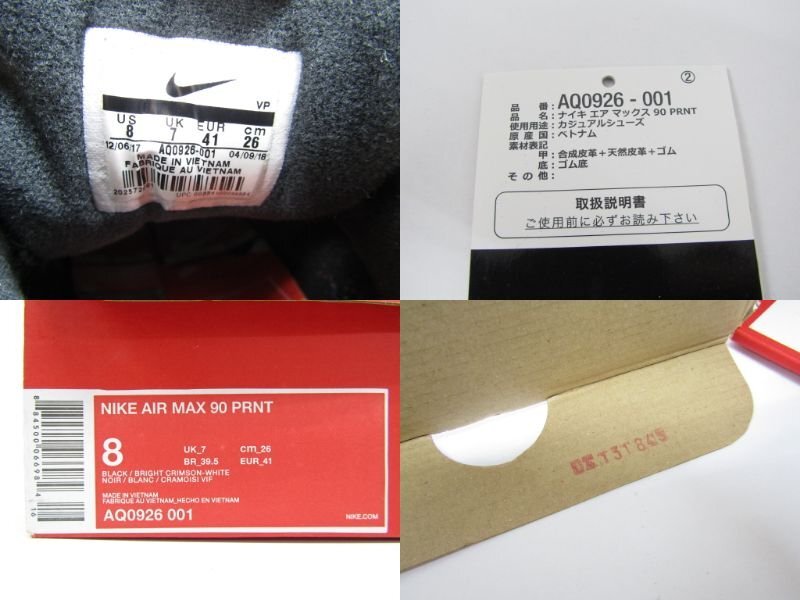 VP
US UK EUR cm
8 7 41 26
12/06/17 AQ0926-001 04/09/18
MADE IN VIETNAM
FABRIQUE AU VIETNAM
②
品番: AQ0926-001
品名: ナイキ エア マックス 90 PRNT
使用用途: カジュアルシューズ
原産国: ベトナム
素材表記
甲: 合成皮革+天然皮革+ゴム
底: ゴム底
その他:
取扱説明書
ご使用前に必ずお読み下さい
NIKE AIR MAX 90 PRNT
8 UK_7 cm_26
BR_39.5 EUR_41
BLACK/BRIGHT CRIMSON-WHITE
NOIR/BLANC/CRAMOISI VIF
MADE IN VIETNAM
FABRIQUE AU VIETNAM_HECHO EN VIETNAM
AQ0926 001
NIKE.COM
8 84500 06698 4
16